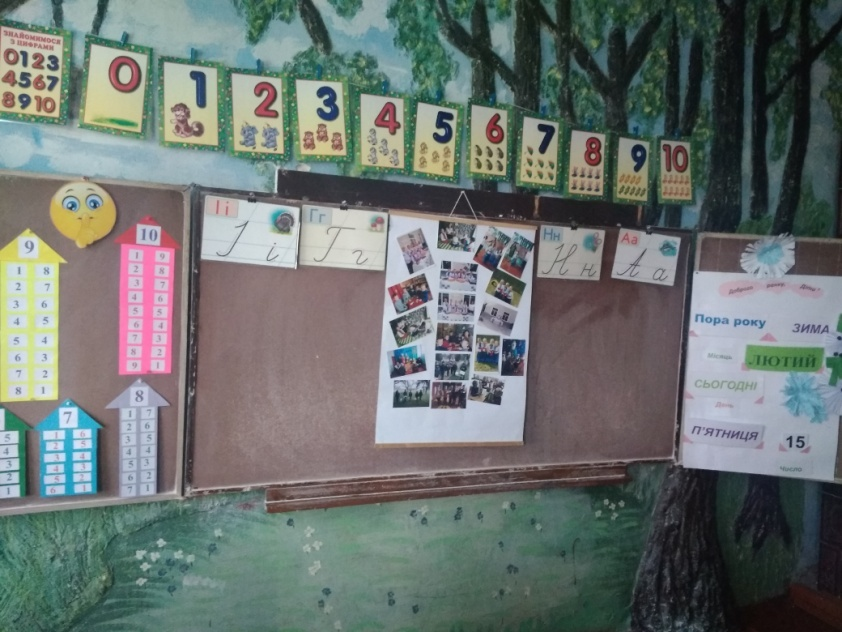 ЗНАЙОМИМОСЯ
З ЦИФРАМИ
0123
4567
8910
0
1
2
3
4
5
6
7
8
9
10
Іі
І і
Гг
Г г
Нн
Н н
Аа
А а
9
1 8
2 7
3 6
4 5
5 4
6 3
7 2
8 1
10
1 9
2 8
3 7
4 6
5 5
6 4
7 3
8 2
9 1
5
4
3
2
1
7
1 6
2 5
3 4
4 3
5 2
6 1
8
1 7
2 6
3 5
4 4
5 3
6 2
7 1
Доброго ранку
Пора року
ЗИМА
Місяць
ЛЮТИЙ
СЬОГОДНІ
День
П'ЯТНИЦЯ
15
Число